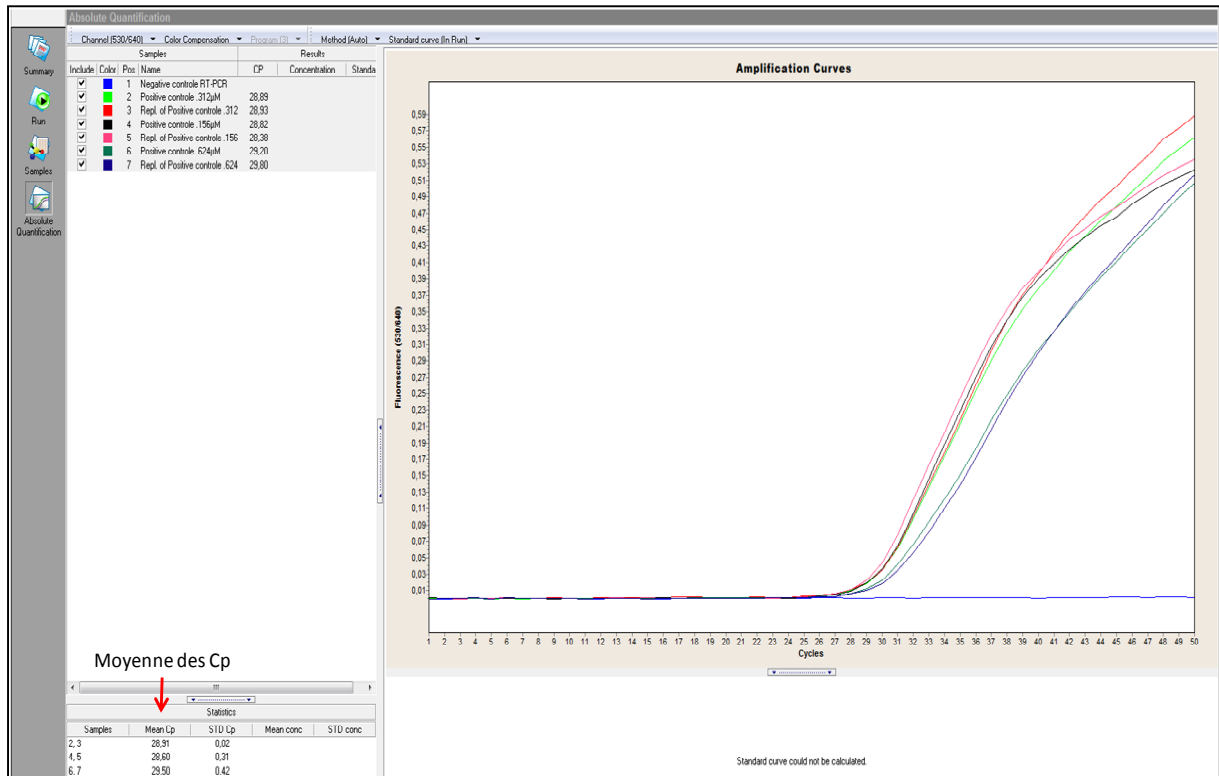 Absolute Quantification
Channel (530/640) Color Compensation Program (3) Method (Auto) Standard curve (In Run)
Summary
Run
Samples
Absolute
Quantification
Samples Results
Include Color Pos Name CP Concentration Standa
1 Negative controle RT-PCR
2 Positive controle .312µM 28,89
3 Repl. of Positive controle .312 28,93
4 Positive controle .156µM 28,82
5 Repl. of Positive controle .156 28,38
6 Positive controle .624µM 29,20
7 Repl. of Positive controle .624 29,80
Moyenne des Cp
Statistics
Samples Mean Cp STD Cp Mean conc STD conc
2, 3 28,91 0,02
4, 5 28,60 0,31
6, 7 29,50 0,42
Amplification Curves
Fluorescence (530/640)
0,59
0,57
0,55
0,53
0,51
0,49
0,47
0,45
0,43
0,41
0,39
0,37
0,35
0,33
0,31
0,29
0,27
0,25
0,23
0,21
0,19
0,17
0,15
0,13
0,11
0,09
0,07
0,05
0,03
0,01
1 2 3 4 5 6 7 8 9 10 11 12 13 14 15 16 17 18 19 20 21 22 23 24 25 26 27 28 29 30 31 32 33 34 35 36 37 38 39 40 41 42 43 44 45 46 47 48 49 50
Cycles
Standard curve could not be calculated.